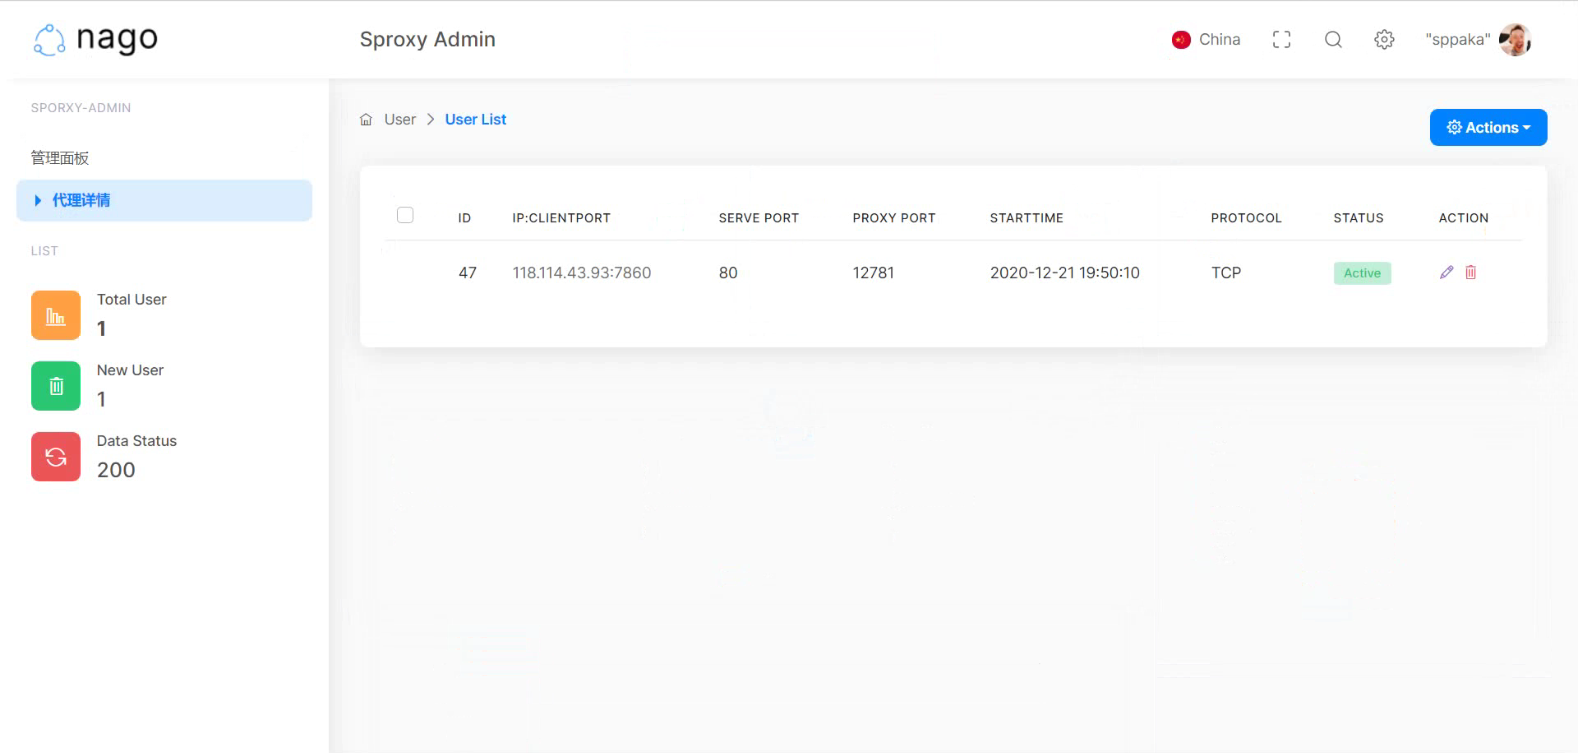 nago
Sproxy Admin
China
"sppaka"
SPORXY-ADMIN
管理面板
代理详情
LIST
Total User
1
New User
1
Data Status
200
User > User List
Actions
ID IP:CLIENTPORT SERVE PORT PROXY PORT STARTTIME PROTOCOL STATUS ACTION
47 118.114.43.93:7860 80 12781 2020-12-21 19:50:10 TCP Active